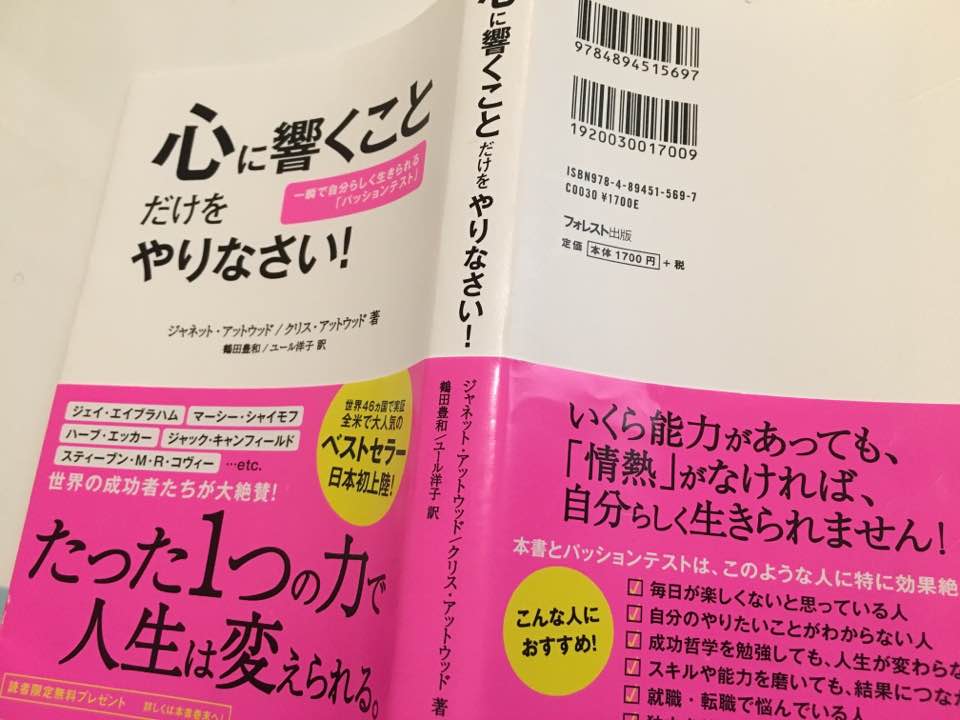 心に響くこと
だけを
やりなさい!
一瞬で自分らしく生きられる
「パッションテスト」
ジャネット・アットウッド/クリス・アットウッド 著
鶴田豊和/ユール洋子 訳
ジェイ・エイブラハム
マーシー・シャイモフ
ハーブ・エッカー
ジャック・キャンフィールド
スティーブン・M・R・コヴィー
…etc.
世界の成功者たちが大絶賛!
世界46ヵ国で実証
全米で大人気の
ベストセラー
日本初上陸!
たった1つの力で
人生は変えられる。
読者限定無料プレゼント
詳しくは本書巻末へ!
心に響くことだけをやりなさい!
ジャネット・アットウッド/クリス・アットウッド 著
鶴田豊和/ユール洋子 訳
9784894515697
1920030017009
ISBN978-4-89451-569-7
C0030 ¥1700E
フォレスト出版
定価 本体1700円 +税
いくら能力があっても、
「情熱」がなければ、
自分らしく生きられません!
本書とパッションテストは、このような人に特に効果絶
こんな人に
おすすめ!
毎日が楽しくないと思っている人
自分のやりたいことがわからない人
成功哲学を勉強しても、人生が変わらな
スキルや能力を磨いても、結果につなが
就職・転職で悩んでいる人